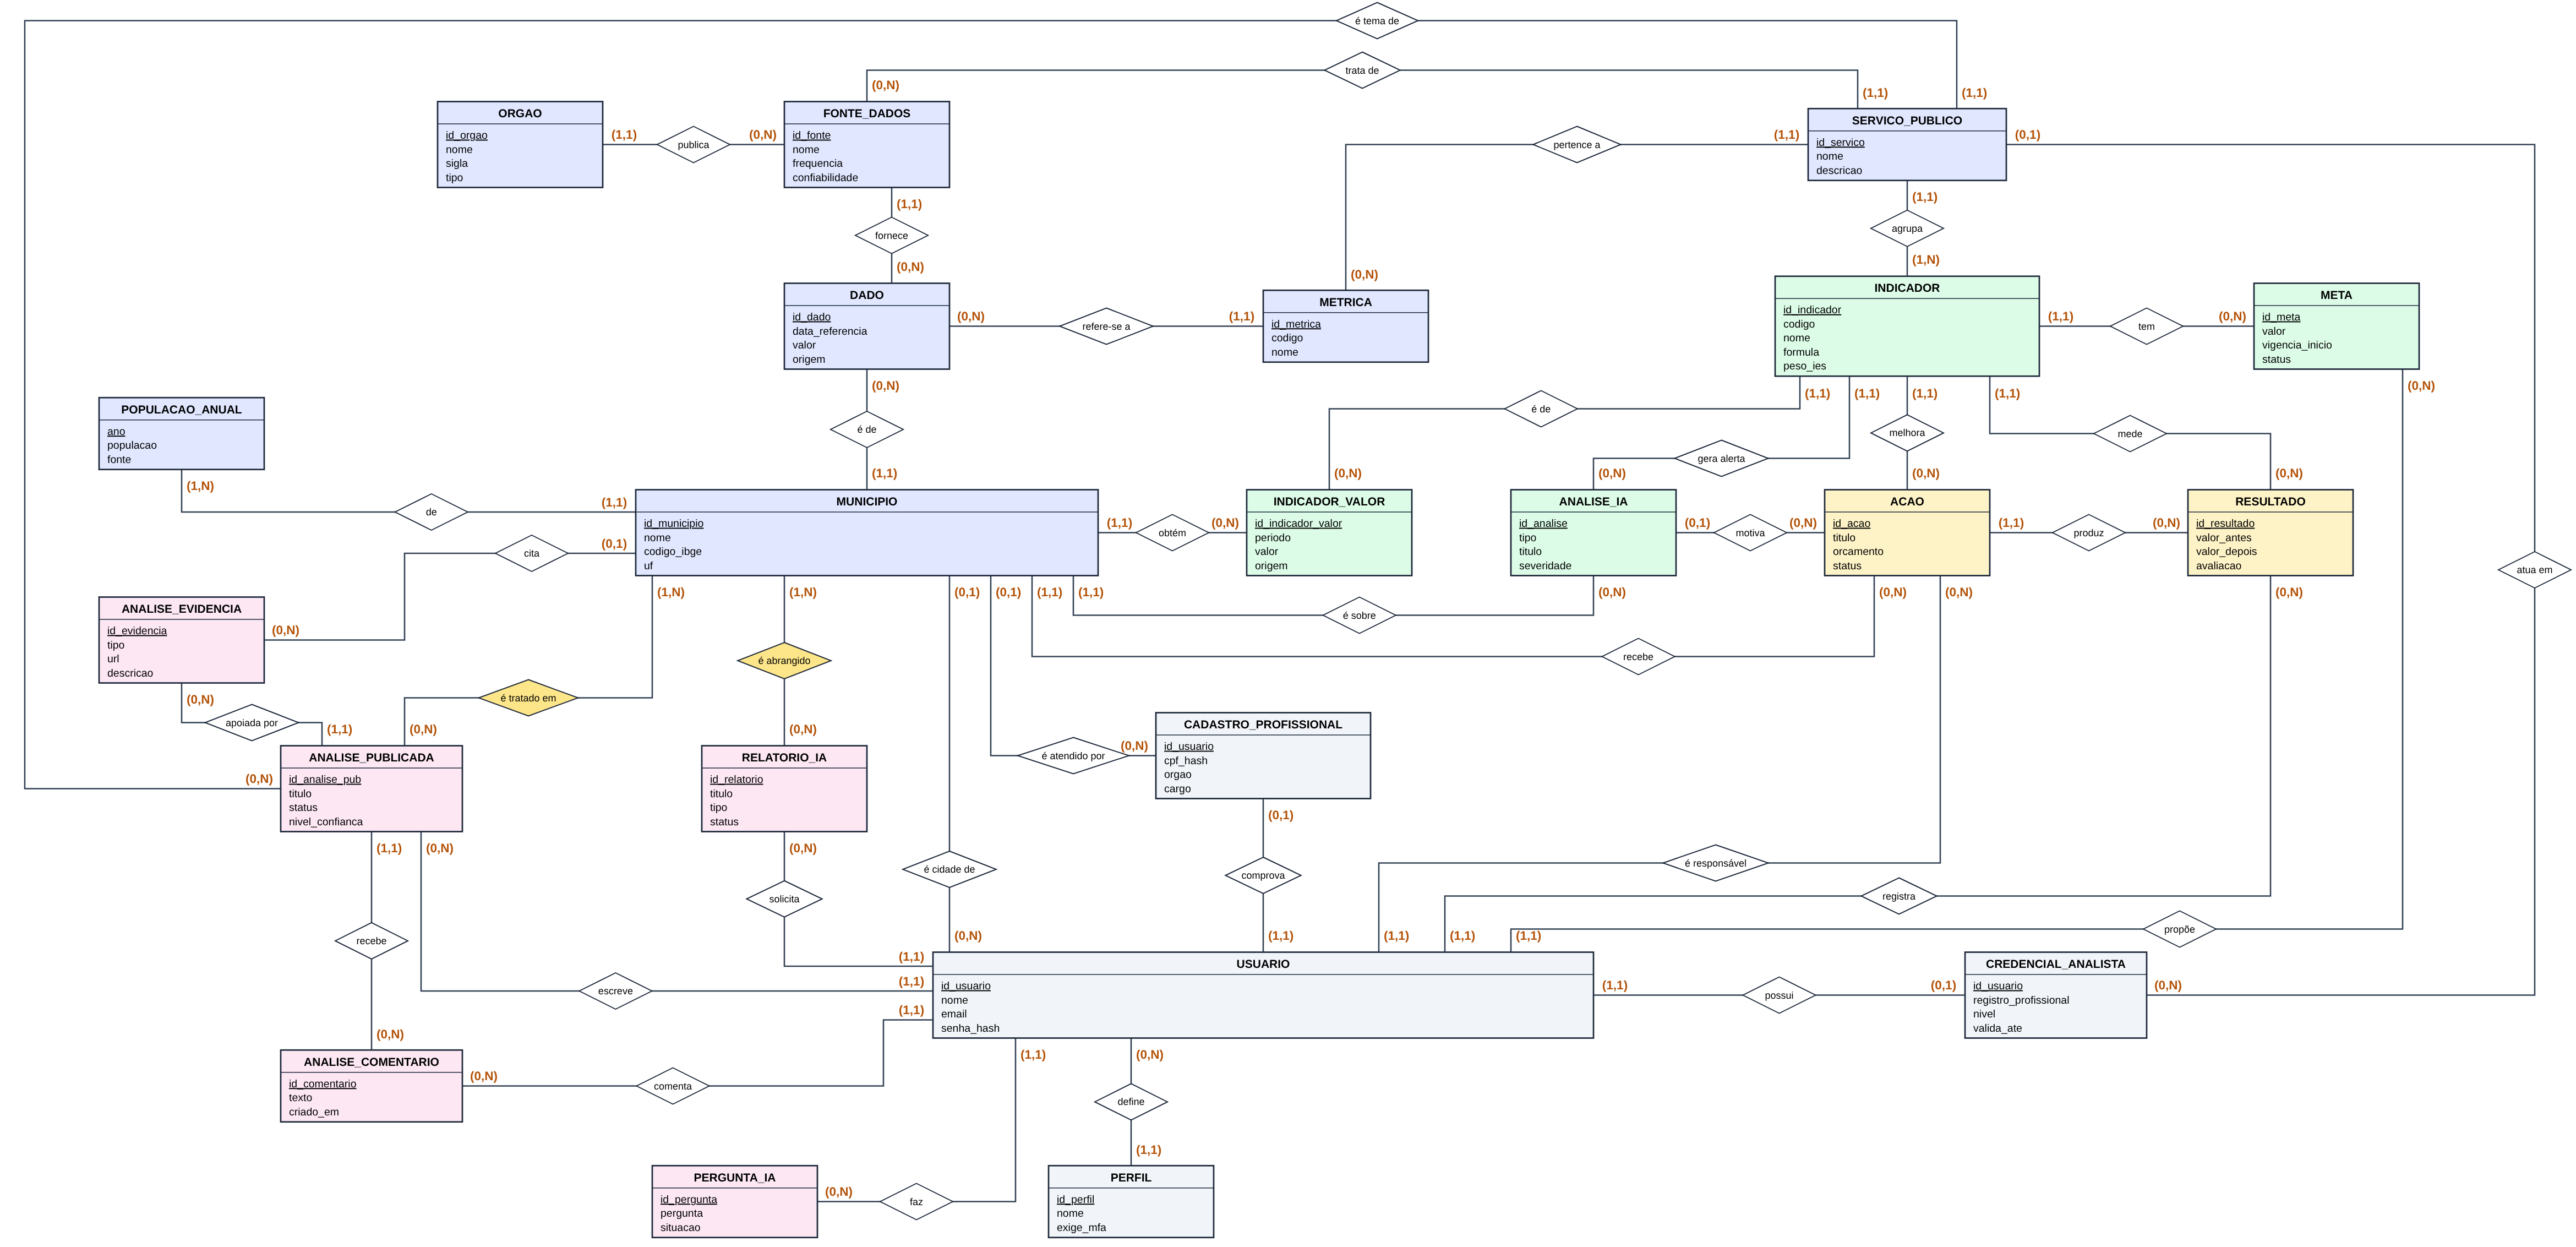 é tema de
trata de
(0,N)
(1,1)
(1,1)
ORGAO
id_orgao
nome
sigla
tipo
(1,1)
publica
(0,N)
FONTE_DADOS
id_fonte
nome
frequencia
confiabilidade
pertence a
(1,1)
SERVICO_PUBLICO
id_servico
nome
descricao
(0,1)
(1,1)
fornece
(0,N)
(1,1)
agrupa
(1,N)
(0,N)
DADO
id_dado
data_referencia
valor
origem
(0,N)
refere-se a
(1,1)
METRICA
id_metrica
codigo
nome
INDICADOR
id_indicador
codigo
nome
formula
peso_ies
(1,1)
tem
(0,N)
META
id_meta
valor
vigencia_inicio
status
(0,N)
é de
(1,1)
(1,1)
(1,1)
(1,1)
(1,1)
(0,N)
é de
gera alerta
melhora
mede
(0,N)
(0,N)
(0,N)
(0,N)
POPULACAO_ANUAL
ano
populacao
fonte
(1,N)
de
(1,1)
MUNICIPIO
id_municipio
nome
codigo_ibge
uf
(1,1)
obtém
(0,N)
INDICADOR_VALOR
id_indicador_valor
periodo
valor
origem
ANALISE_IA
id_analise
tipo
titulo
severidade
(0,1)
motiva
(0,N)
ACAO
id_acao
titulo
orcamento
status
(1,1)
produz
(0,N)
RESULTADO
id_resultado
valor_antes
valor_depois
avaliacao
atua em
cita
(0,1)
(1,N)
(1,N)
(0,1)
(0,1)
(1,1)
(1,1)
(0,N)
(0,N)
(0,N)
(0,N)
é sobre
recebe
ANALISE_EVIDENCIA
id_evidencia
tipo
url
descricao
(0,N)
(0,N)
apoiada por
(1,1)
é tratado em
(0,N)
é abrangido
(0,N)
(0,N)
ANALISE_PUBLICADA
id_analise_pub
titulo
status
nivel_confianca
RELATORIO_IA
id_relatorio
titulo
tipo
status
é atendido por
(0,N)
CADASTRO_PROFISSIONAL
id_usuario
cpf_hash
orgao
cargo
(1,1)
(0,N)
(0,N)
(0,1)
solicita
é cidade de
comprova
é responsável
registra
propõe
recebe
escreve
(0,N)
(1,1)
(1,1)
(1,1)
(1,1)
(1,1)
(1,1)
(1,1)
USUARIO
id_usuario
nome
email
senha_hash
(1,1)
possui
(0,1)
CREDENCIAL_ANALISTA
id_usuario
registro_profissional
nivel
valida_ate
(0,N)
(0,N)
ANALISE_COMENTARIO
id_comentario
texto
criado_em
(0,N)
comenta
(1,1)
(0,N)
define
(1,1)
PERGUNTA_IA
id_pergunta
pergunta
situacao
(0,N)
faz
PERFIL
id_perfil
nome
exige_mfa